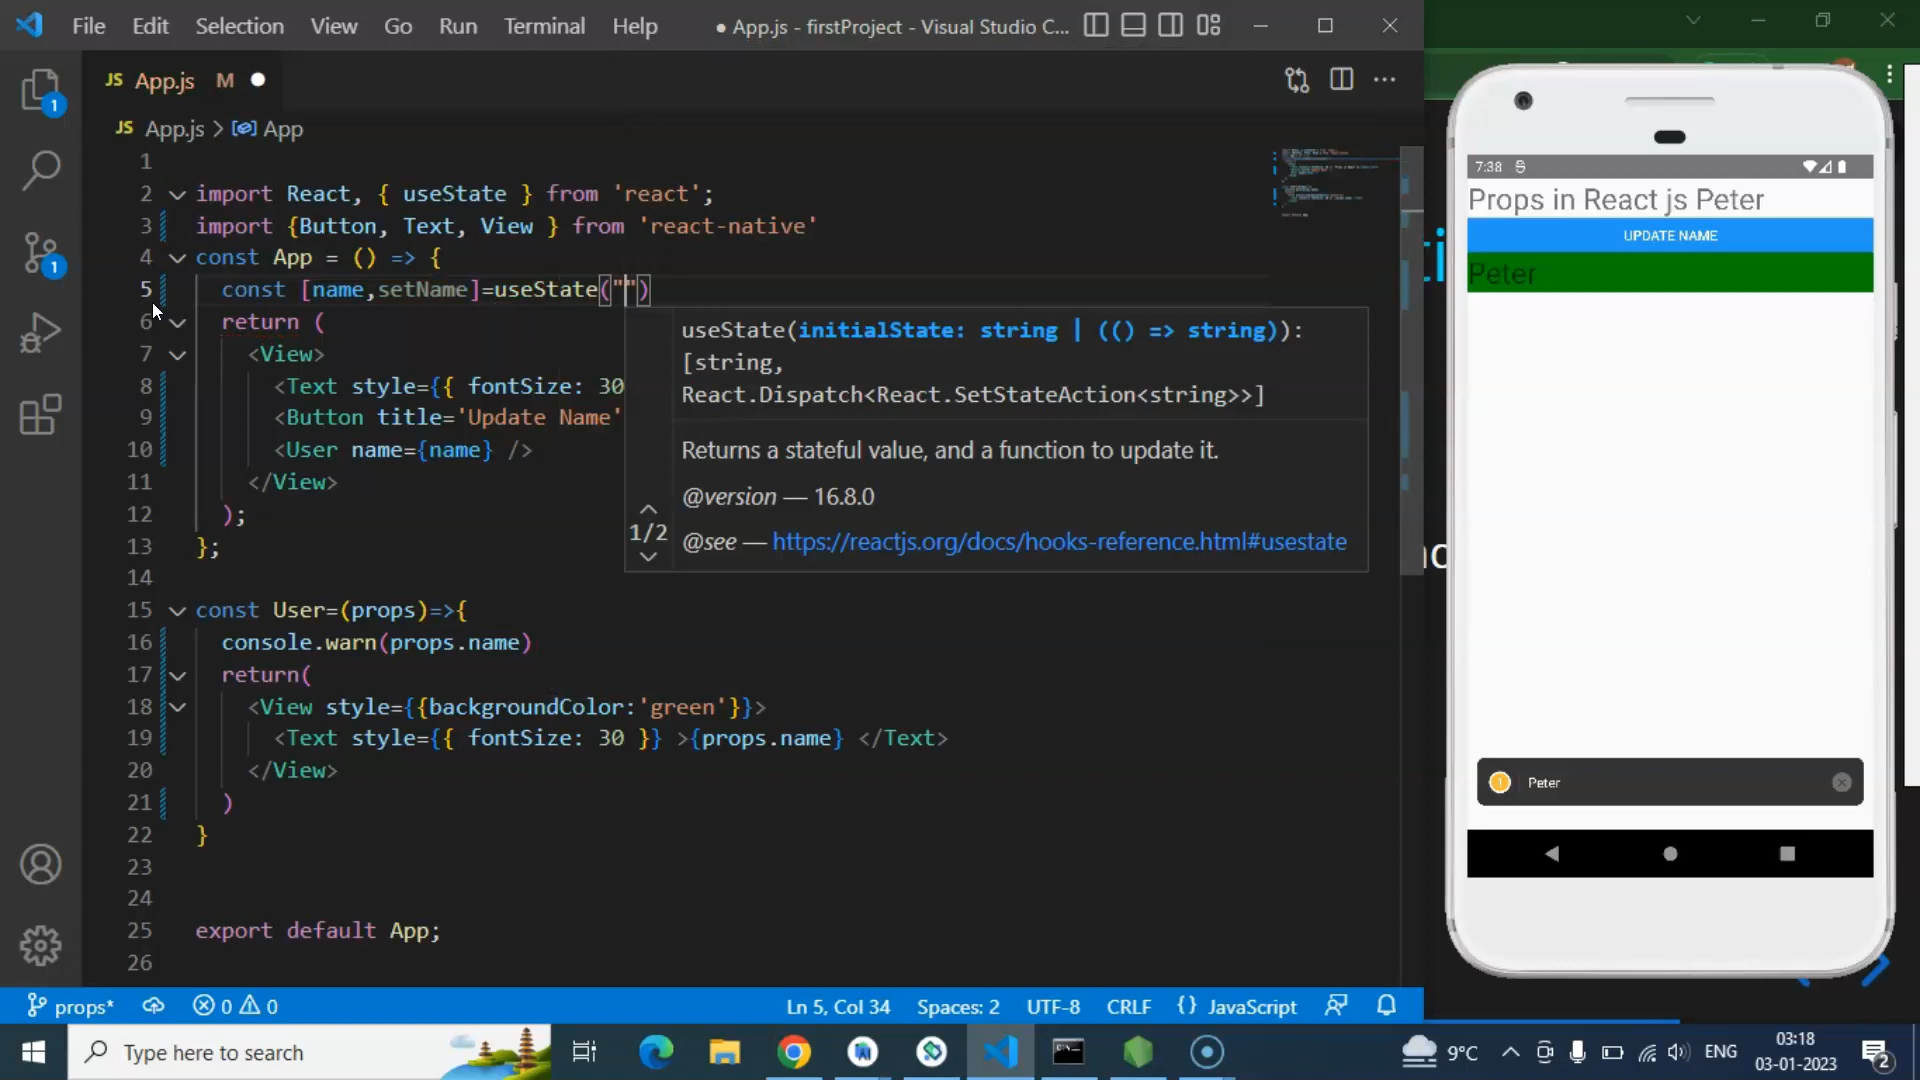 File Edit Selection View Go Run Terminal Help ● App.js - firstProject - Visual Studio C...
JS App.js M ●
JS App.js > App
1
2 import React, { useState } from 'react';
3 import {Button, Text, View } from 'react-native'
4 const App = () => {
5 const [name,setName]=useState("")
6 return (
7 <View>
8 <Text style={{ fontSize: 30
9 <Button title='Update Name'
10 <User name={name} />
11 </View>
12 );
13 };
14
15 const User=(props)=>{
16 console.warn(props.name)
17 return(
18 <View style={{backgroundColor:'green'}}>
19 <Text style={{ fontSize: 30 }} >{props.name} </Text>
20 </View>
21 )
22 }
23
24
25 export default App;
26
useState(initialState: string | (() => string)):
[string,
React.Dispatch<React.SetStateAction<string>>]
Returns a stateful value, and a function to update it.
@version — 16.8.0
1/2
@see — https://reactjs.org/docs/hooks-reference.html#usestate
1
1
7:38
Props in React js Peter
UPDATE NAME
Peter
Peter
props* 0 0 Ln 5, Col 34 Spaces: 2 UTF-8 CRLF {} JavaScript
Type here to search
9°C ENG
03:18
03-01-2023
2